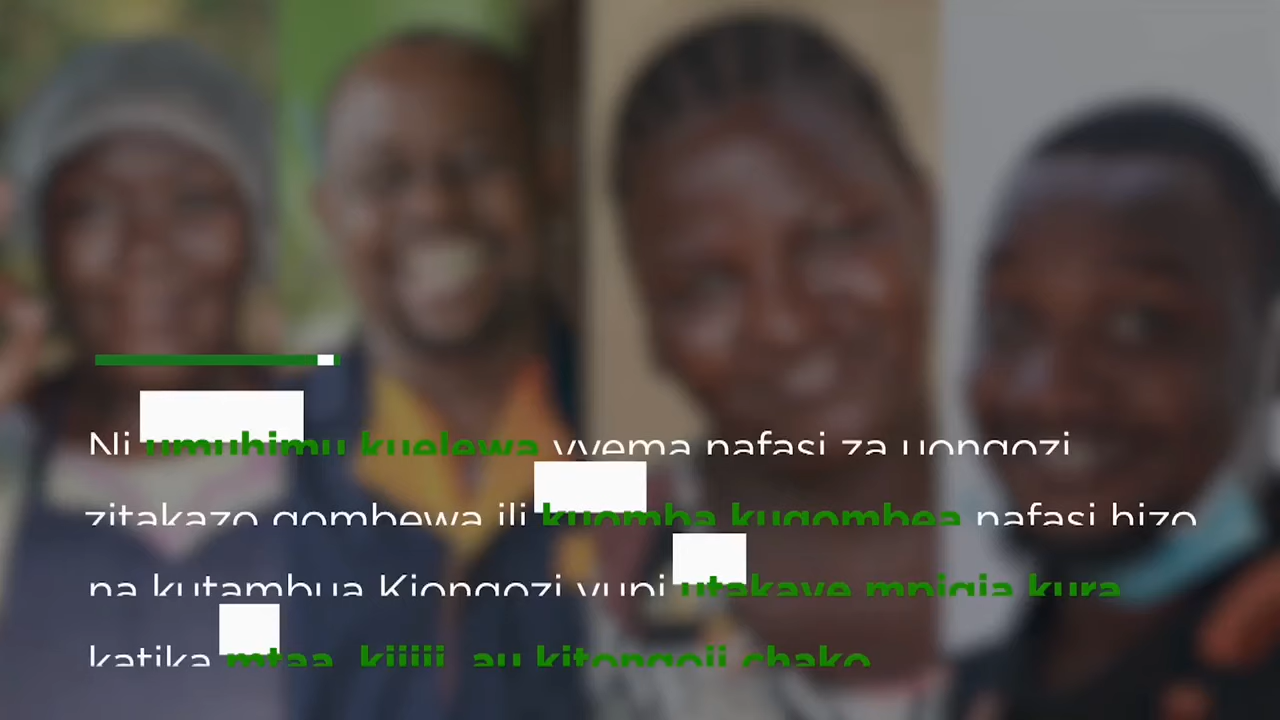 Ni umuhimu kuelewa vyema nafasi za uongozi
zitakazo gombewa ili kuomba kugombea nafasi hizo
na kutambua Kiongozi yupi utakaye mpigia kura
katika mtaa, kijiji, au kitongoji chako